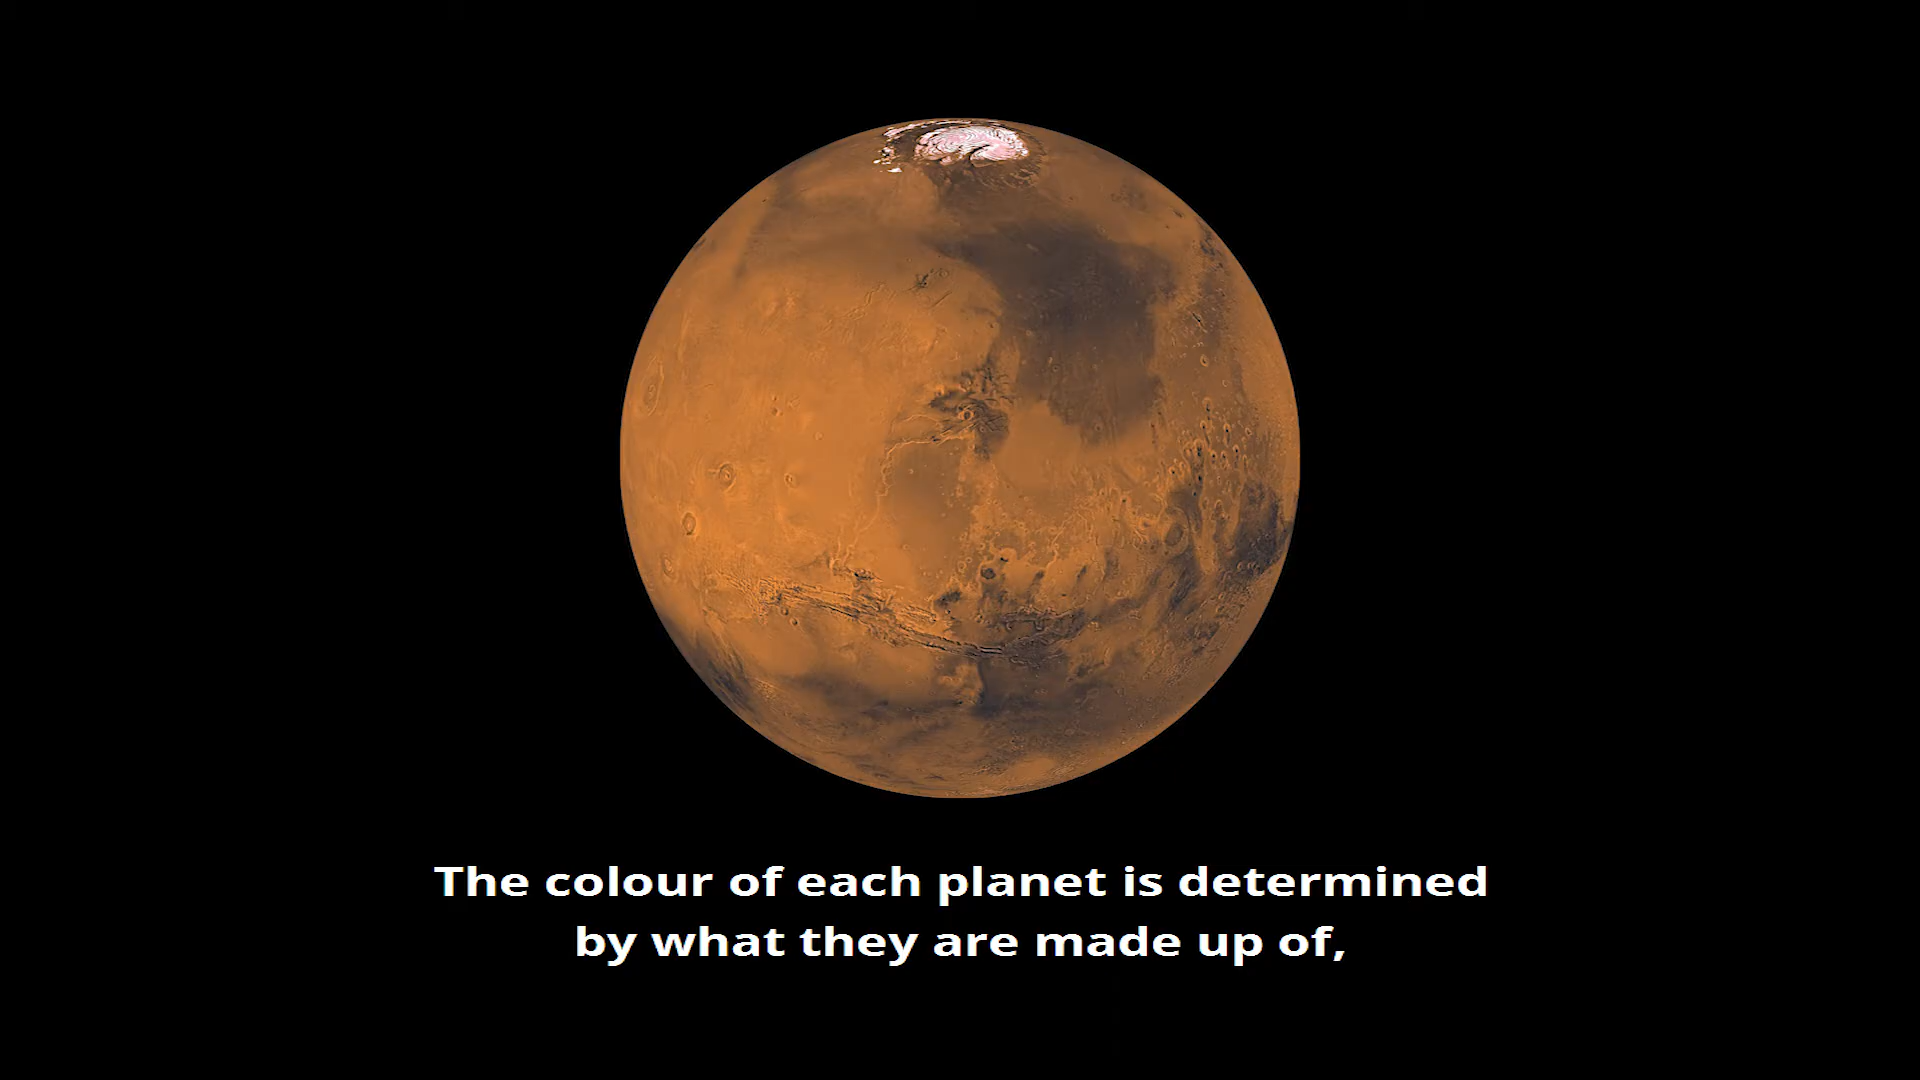 The colour of each planet is determined
by what they are made up of,